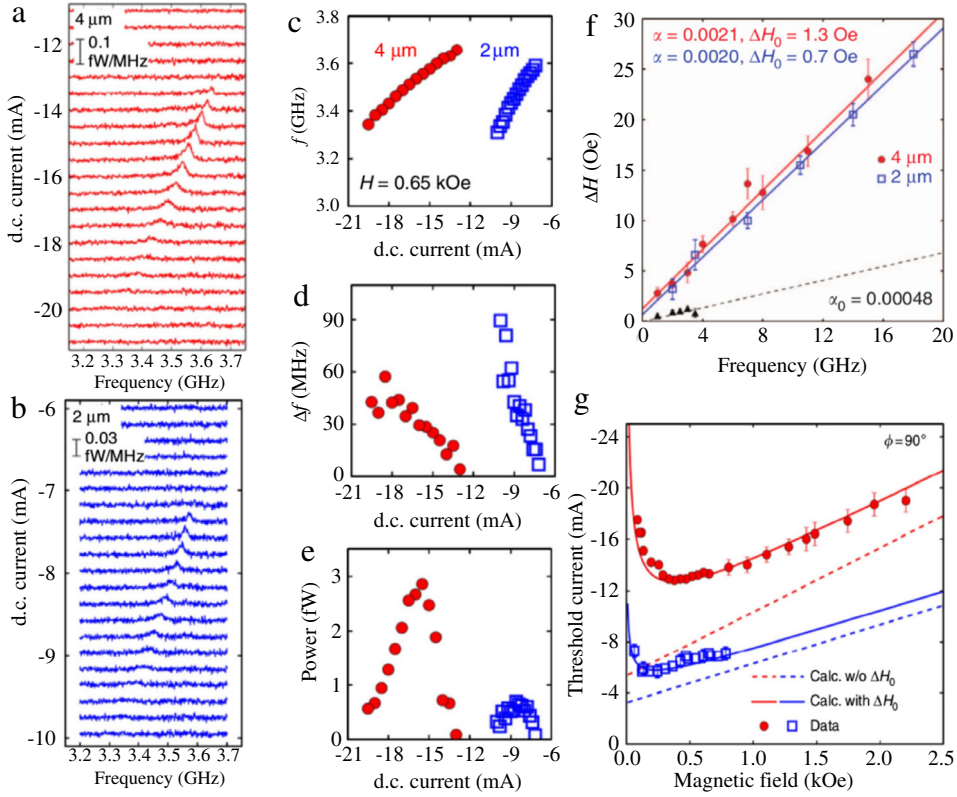 a
4 μm
0.1
fW/MHz
-12
-14
-16
-18
-20
d.c. current (mA)
3.2 3.3 3.4 3.5 3.6 3.7
Frequency (GHz)
b
2 μm
0.03
fW/MHz
-6
-7
-8
-9
-10
d.c. current (mA)
3.1 3.3 3.5 3.7
Frequency (GHz)
c
4 μm 2 μm
3.8
3.6
3.4
3.2
3.0
f (GHz)
H = 0.65 kOe
-21 -18 -15 -12 -9 -6
d.c. current (mA)
d
90
60
30
0
Δf (MHz)
-21 -18 -15 -12 -9 -6
d.c. current (mA)
e
3
2
1
0
Power (fW)
-21 -18 -15 -12 -9 -6
d.c. current (mA)
f
α = 0.0021, ΔH0 = 1.3 Oe
α = 0.0020, ΔH0 = 0.7 Oe
25
20
15
10
5
0
ΔH (Oe)
4 μm
2 μm
α0 = 0.00048
0 4 8 12 16 20
Frequency (GHz)
g
ϕ = 90°
-24
-20
-16
-12
-8
-4
0
Threshold current (mA)
Calc. w/o ΔH0
Calc. with ΔH0
Data
0.0 0.5 1.0 1.5 2.0 2.5
Magnetic field (kOe)